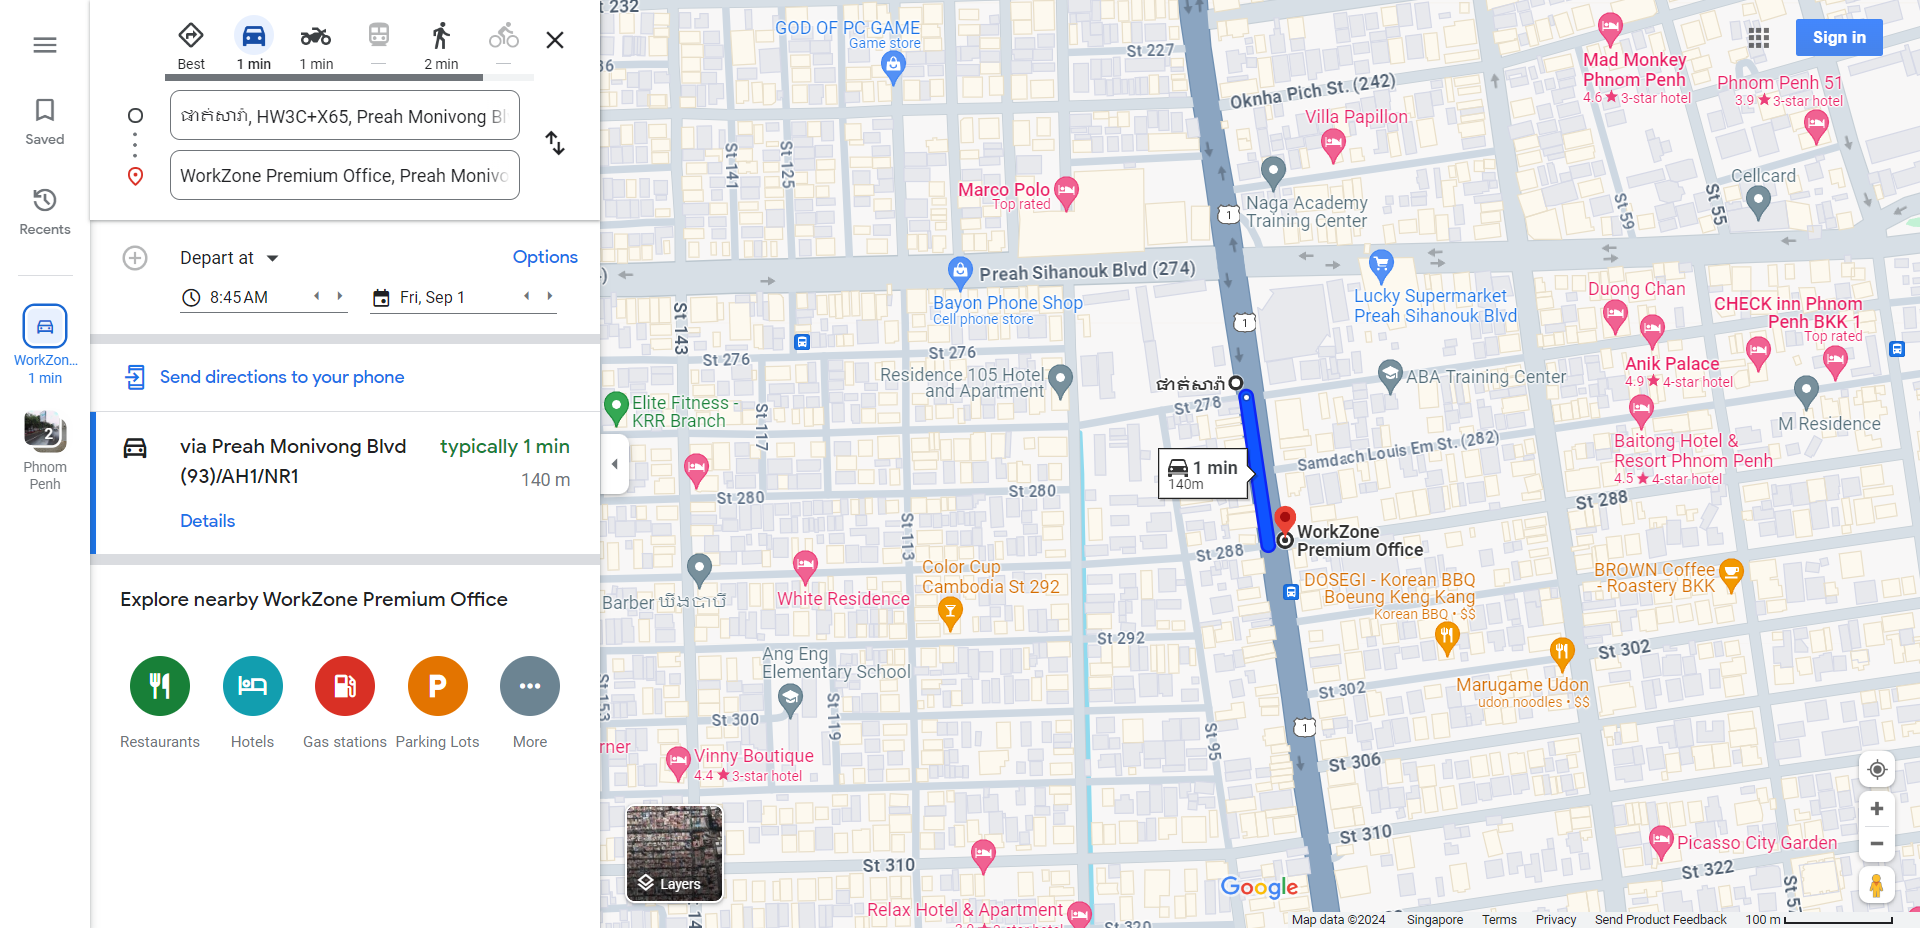 Saved
Recents
WorkZon...
1 min
2
Phnom
Penh
Best
1 min
1 min
—
2 min
—
ផាត់សារ៉ា, HW3C+X65, Preah Monivong Bl
WorkZone Premium Office, Preah Monivo
Depart at
Options
8:45 AM
Fri, Sep 1
Send directions to your phone
via Preah Monivong Blvd
(93)/AH1/NR1
typically 1 min
140 m
Details
Explore nearby WorkZone Premium Office
Restaurants
Hotels
Gas stations
P
Parking Lots
More
Sign in
St 232
GOD OF PC GAME
Game store
St 227
Oknha Pich St. (242)
Mad Monkey
Phnom Penh
4.6 ★ 3-star hotel
Phnom Penh 51
3.9 ★ 3-star hotel
Villa Papillon
St 141
St 125
Marco Polo
Top rated
Naga Academy
Training Center
1
Cellcard
St 59
St 55
Preah Sihanouk Blvd (274)
Bayon Phone Shop
Cell phone store
Lucky Supermarket
Preah Sihanouk Blvd
Duong Chan
CHECK inn Phnom
Penh BKK 1
Top rated
1
St 143
St 276
St 276
Residence 105 Hotel
and Apartment
ផាត់សារ៉ា
St 278
ABA Training Center
Anik Palace
4.9 ★ 4-star hotel
Elite Fitness -
KRR Branch
St 117
M Residence
Samdach Louis Em St. (282)
Baitong Hotel &
Resort Phnom Penh
4.5 ★ 4-star hotel
1 min
140m
St 280
St 280
St 288
St 113
WorkZone
Premium Office
St 288
Color Cup
Cambodia St 292
White Residence
Barber ឃីងបាប៊ី
DOSEGI - Korean BBQ
Boeung Keng Kang
Korean BBQ • $$
BROWN Coffee
- Roastery BKK
St 292
St 302
Ang Eng
Elementary School
Marugame Udon
udon noodles • $$
St 302
St 153
St 119
St 300
St 95
1
rner
Vinny Boutique
4.4 ★ 3-star hotel
St 306
St 310
St 310
Picasso City Garden
St 322
St 57
Layers
Google
Relax Hotel & Apartment
St 320
Map data ©2024
Singapore
Terms
Privacy
Send Product Feedback
100 m